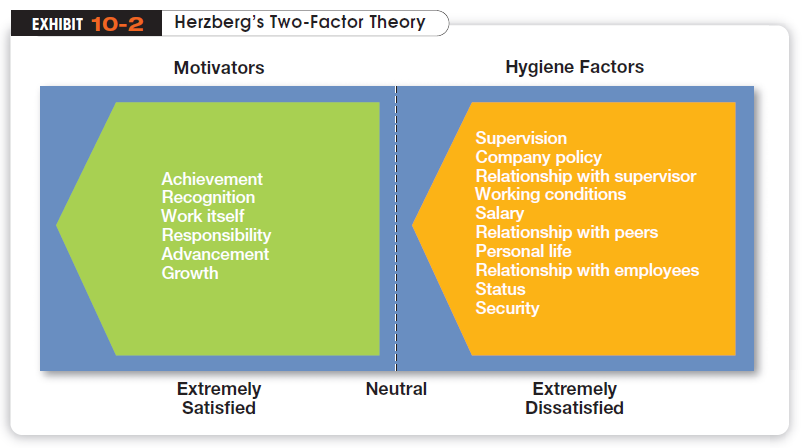 EXHIBIT 10-2 Herzberg's Two-Factor Theory
Motivators
Hygiene Factors
Achievement
Recognition
Work itself
Responsibility
Advancement
Growth
Supervision
Company policy
Relationship with supervisor
Working conditions
Salary
Relationship with peers
Personal life
Relationship with employees
Status
Security
Extremely
Satisfied
Neutral
Extremely
Dissatisfied